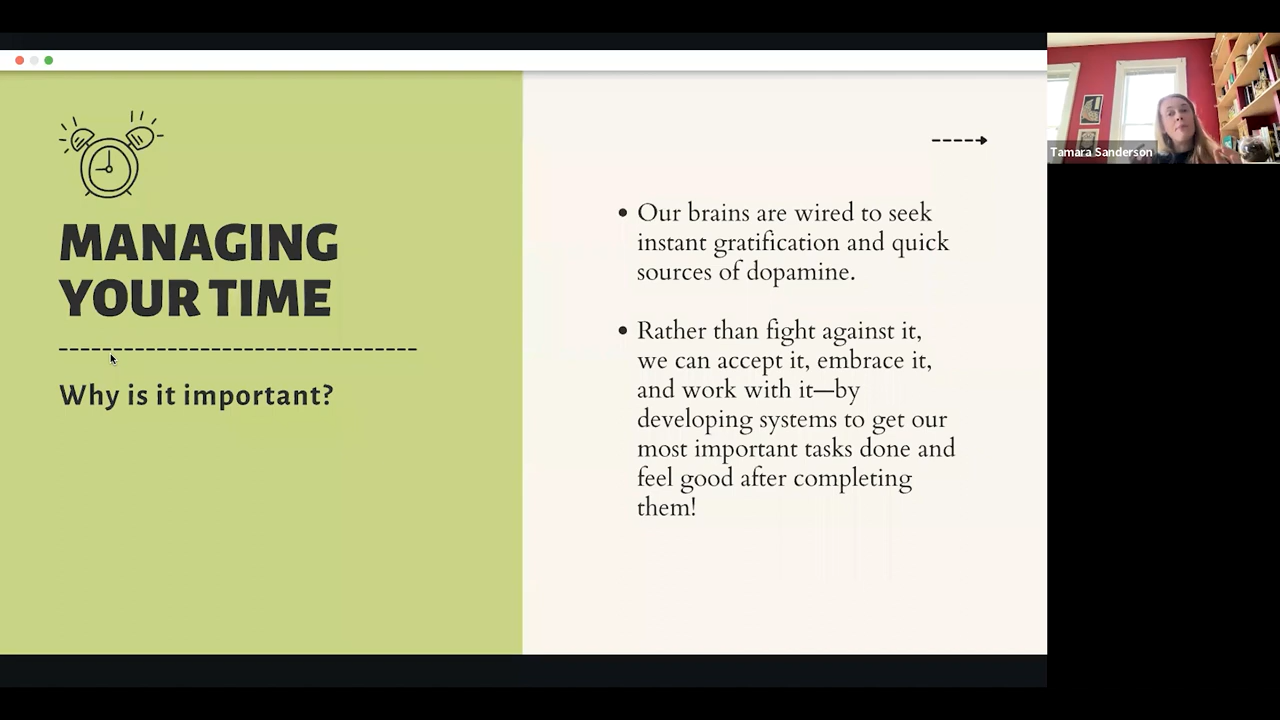 MANAGING
YOUR TIME
Why is it important?
• Our brains are wired to seek
instant gratification and quick
sources of dopamine.
• Rather than fight against it,
we can accept it, embrace it,
and work with it—by
developing systems to get our
most important tasks done and
feel good after completing
them!
Tamara Sanderson